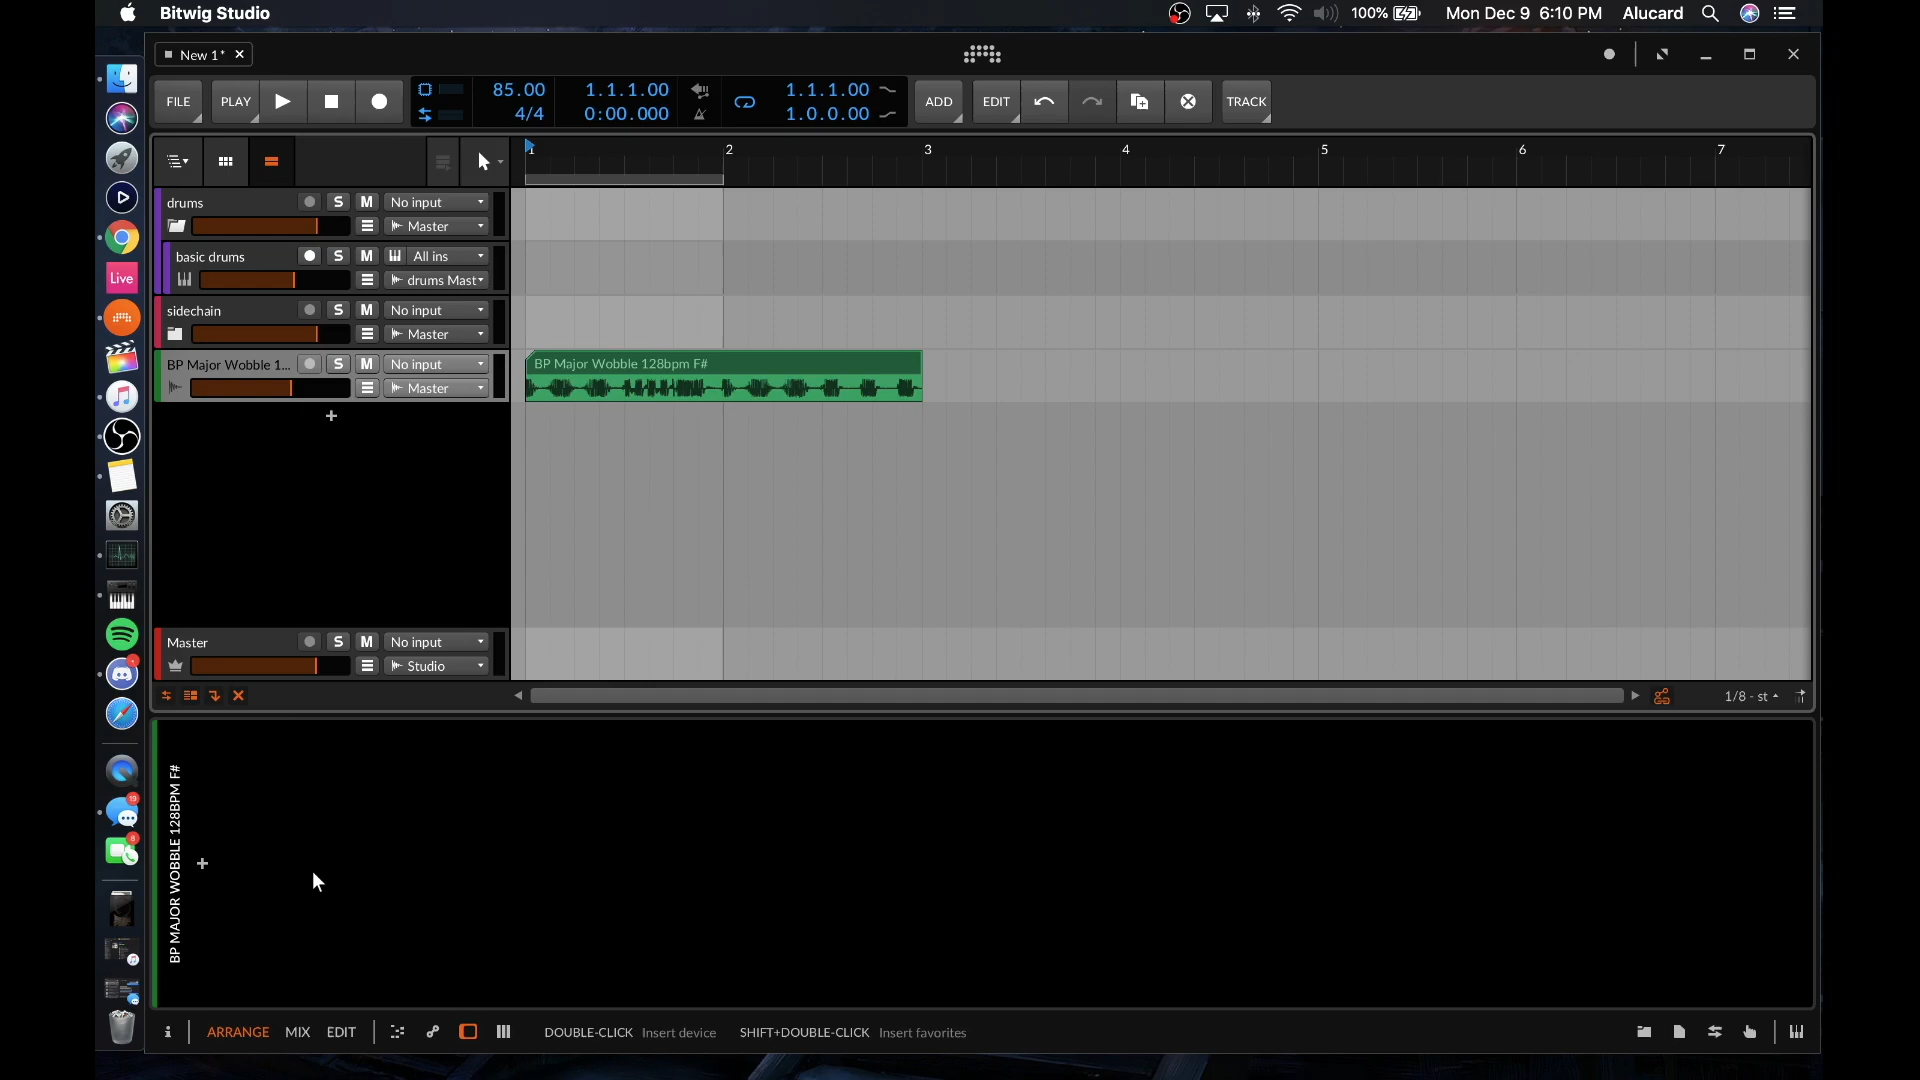 Bitwig Studio
100%
Mon Dec 9 6:10 PM
Alucard
New 1*
FILE
PLAY
85.00
4/4
1.1.1.00
0:00.000
1.1.1.00
1.0.0.00
ADD
EDIT
TRACK
1
2
3
4
5
6
7
drums
S
M
No input
Master
basic drums
S
M
All ins
drums Mast
sidechain
S
M
No input
Master
BP Major Wobble 1...
S
M
No input
Master
BP Major Wobble 128bpm F#
Live
Master
S
M
No input
Studio
1/8 - st
BP MAJOR WOBBLE 128BPM F#
19
8
ARRANGE
MIX
EDIT
DOUBLE-CLICK Insert device
SHIFT+DOUBLE-CLICK Insert favorites